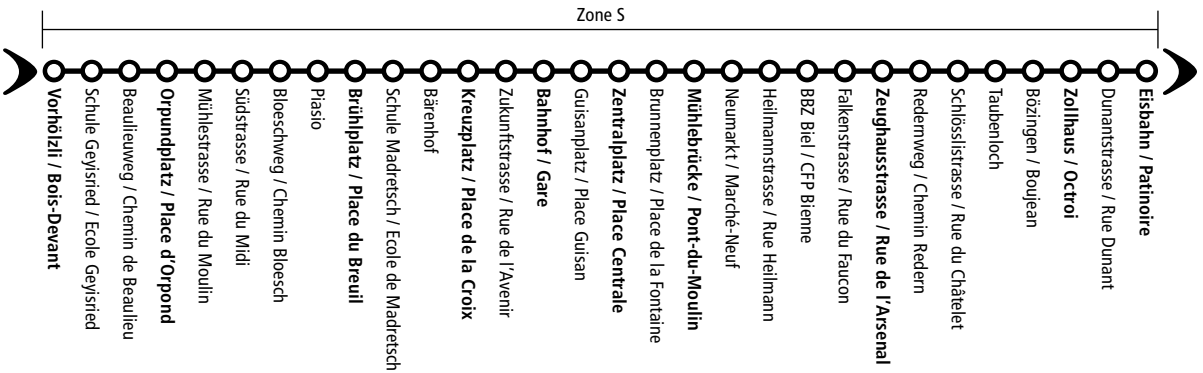 Zone S
Vorhölzli / Bois-Devant
Schule Geyisried / Ecole Geyisried
Beaulieuweg / Chemin de Beaulieu
Orpundplatz / Place d'Orpond
Mühlestrasse / Rue du Moulin
Südstrasse / Rue du Midi
Bloeschweg / Chemin Bloesch
Piasio
Brühlplatz / Place du Breuil
Schule Madretsch / Ecole de Madretsch
Bärenhof
Kreuzplatz / Place de la Croix
Zukunftstrasse / Rue de l'Avenir
Bahnhof / Gare
Guisanplatz / Place Guisan
Zentralplatz / Place Centrale
Brunnenplatz / Place de la Fontaine
Mühlebrücke / Pont-du-Moulin
Neumarkt / Marché-Neuf
Heilmannstrasse / Rue Heilmann
BBZ Biel / CFP Bienne
Falkenstrasse / Rue du Faucon
Zeughausstrasse / Rue de l'Arsenal
Redernweg / Chemin Redern
Schlösslistrasse / Rue du Châtelet
Taubenloch
Bözingen / Boujean
Zollhaus / Octroi
Dunantstrasse / Rue Dunant
Eisbahn / Patinoire